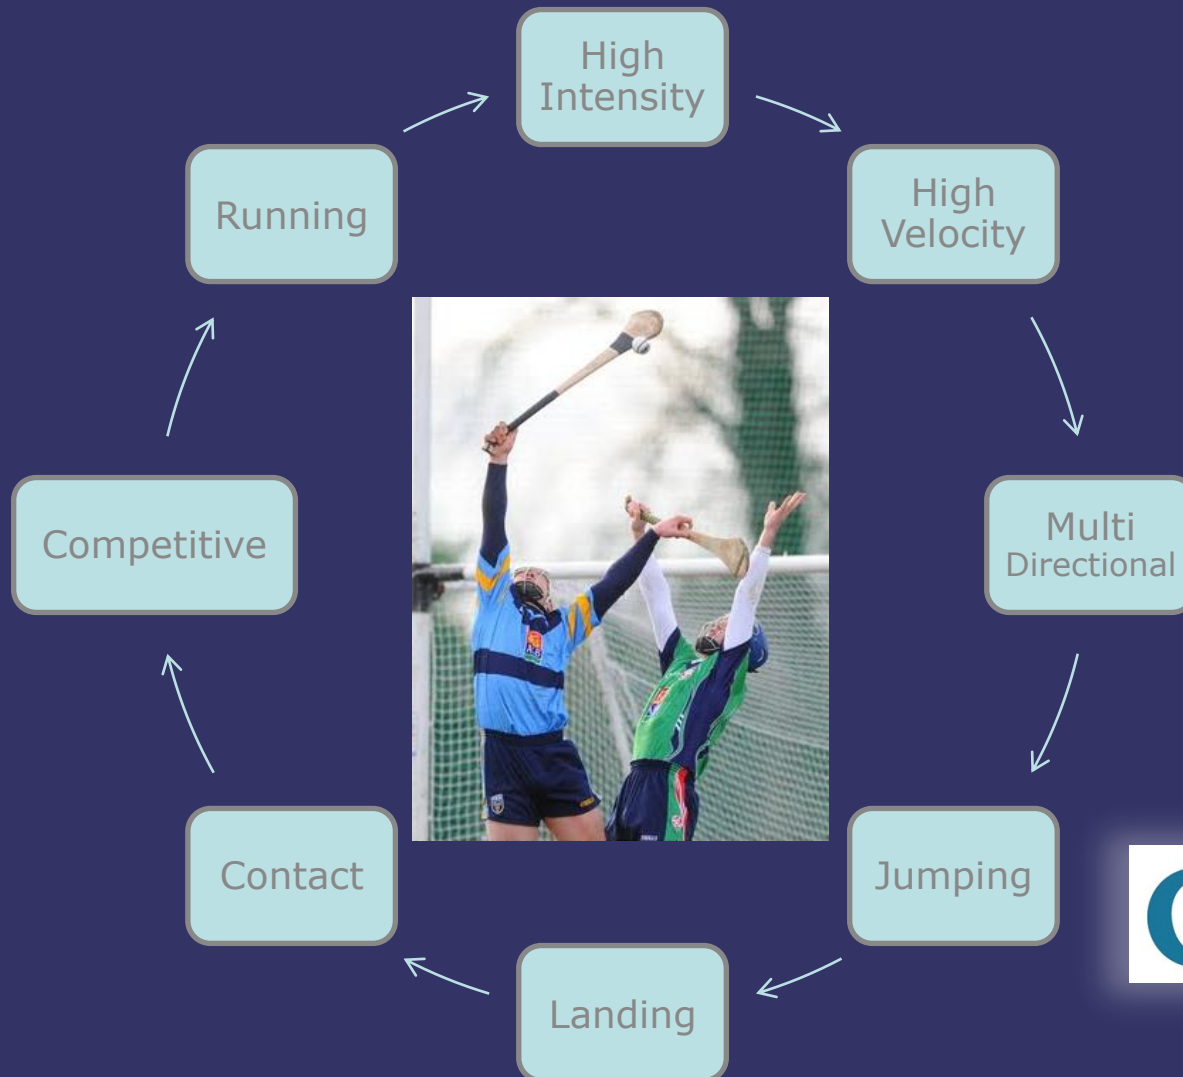 High
Intensity
High
Velocity
Multi
Directional
Jumping
Landing
Contact
Competitive
Running